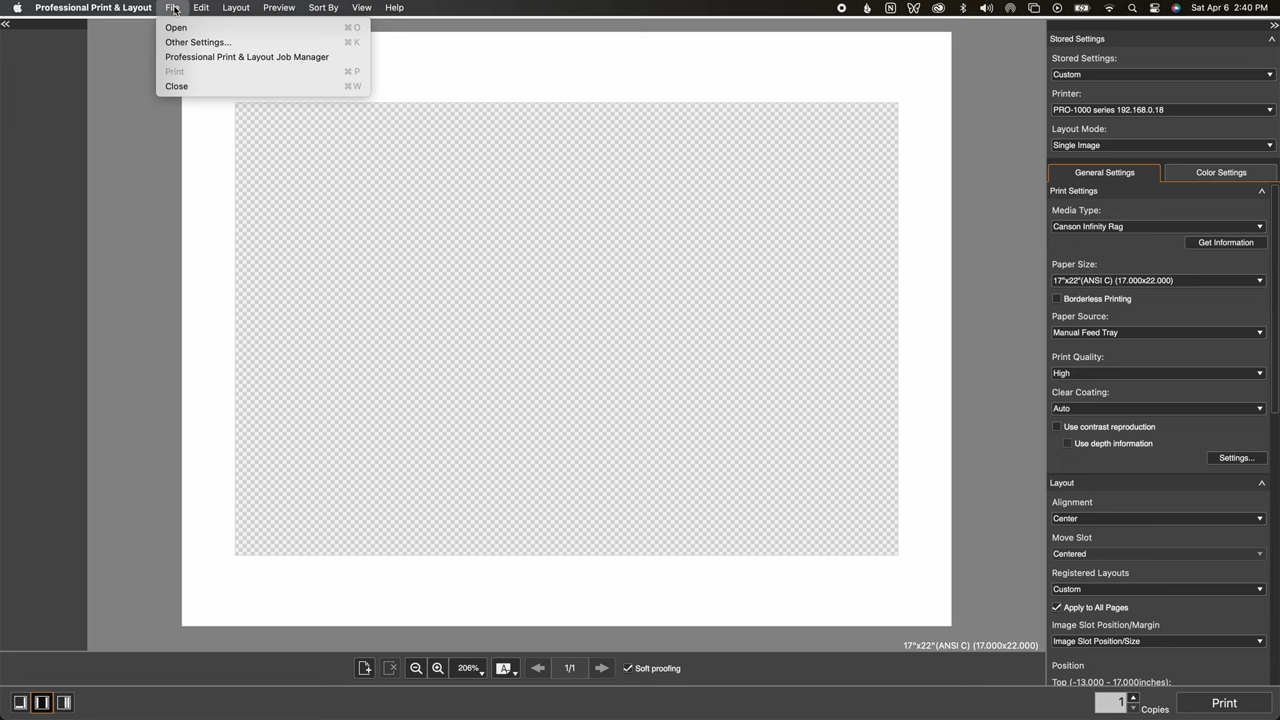 Professional Print & Layout File Edit Layout Preview Sort By View Help Sat Apr 6 2:40 PM
Open ⌘ O
Other Settings... ⌘ K
Professional Print & Layout Job Manager
Print ⌘ P
Close ⌘ W
Stored Settings
Stored Settings:
Custom
Printer:
PRO-1000 series 192.168.0.18
Layout Mode:
Single Image
General Settings Color Settings
Print Settings
Media Type:
Canson Infinity Rag
Get Information
Paper Size:
17"x22"(ANSI C) (17.000x22.000)
Borderless Printing
Paper Source:
Manual Feed Tray
Print Quality:
High
Clear Coating:
Auto
Use contrast reproduction
Use depth information
Settings...
Layout
Alignment
Center
Move Slot
Centered
Registered Layouts
Custom
Apply to All Pages
Image Slot Position/Margin
Image Slot Position/Size
Position
Top (-13.000 - 17.000inches):
17"x22"(ANSI C) (17.000x22.000)
206% A 1/1 Soft proofing
1 Copies Print